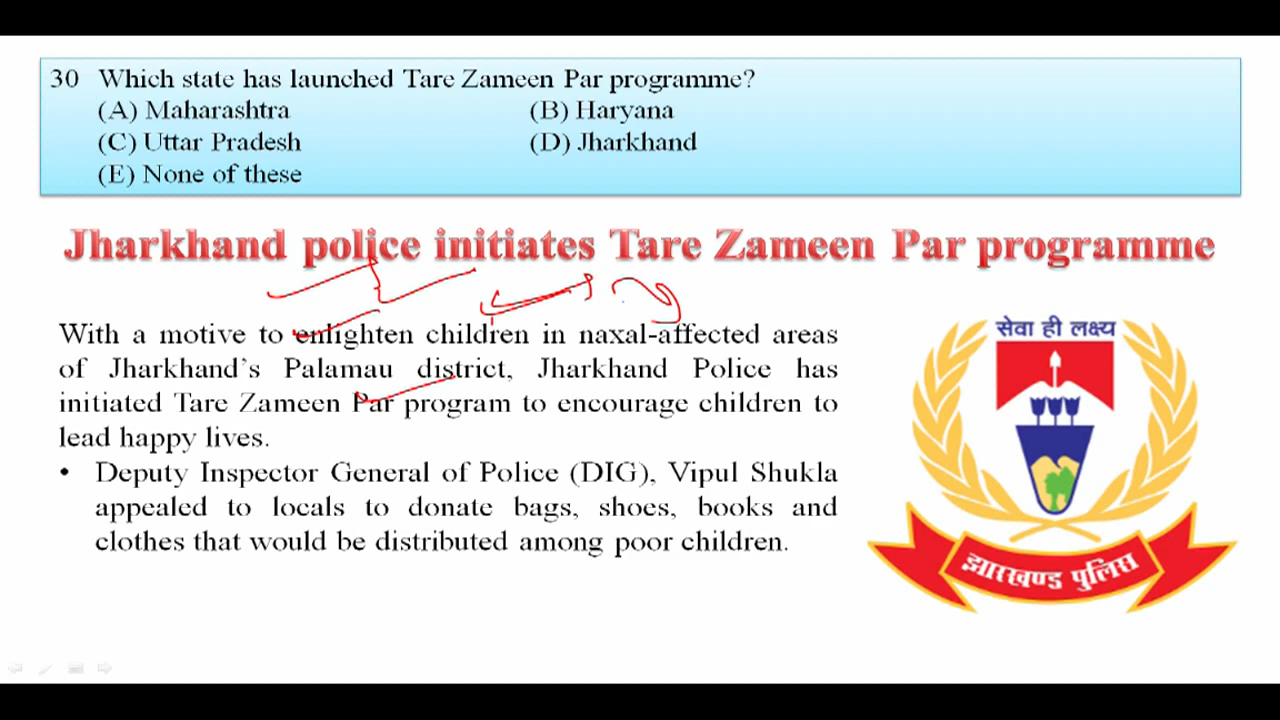 30 Which state has launched Tare Zameen Par programme?
(A) Maharashtra (B) Haryana
(C) Uttar Pradesh (D) Jharkhand
(E) None of these
Jharkhand police initiates Tare Zameen Par programme
With a motive to enlighten children in naxal-affected areas
of Jharkhand's Palamau district, Jharkhand Police has
initiated Tare Zameen Par program to encourage children to
lead happy lives.
• Deputy Inspector General of Police (DIG), Vipul Shukla
appealed to locals to donate bags, shoes, books and
clothes that would be distributed among poor children.
सेवा ही लक्ष्य
झारखण्ड पुलिस